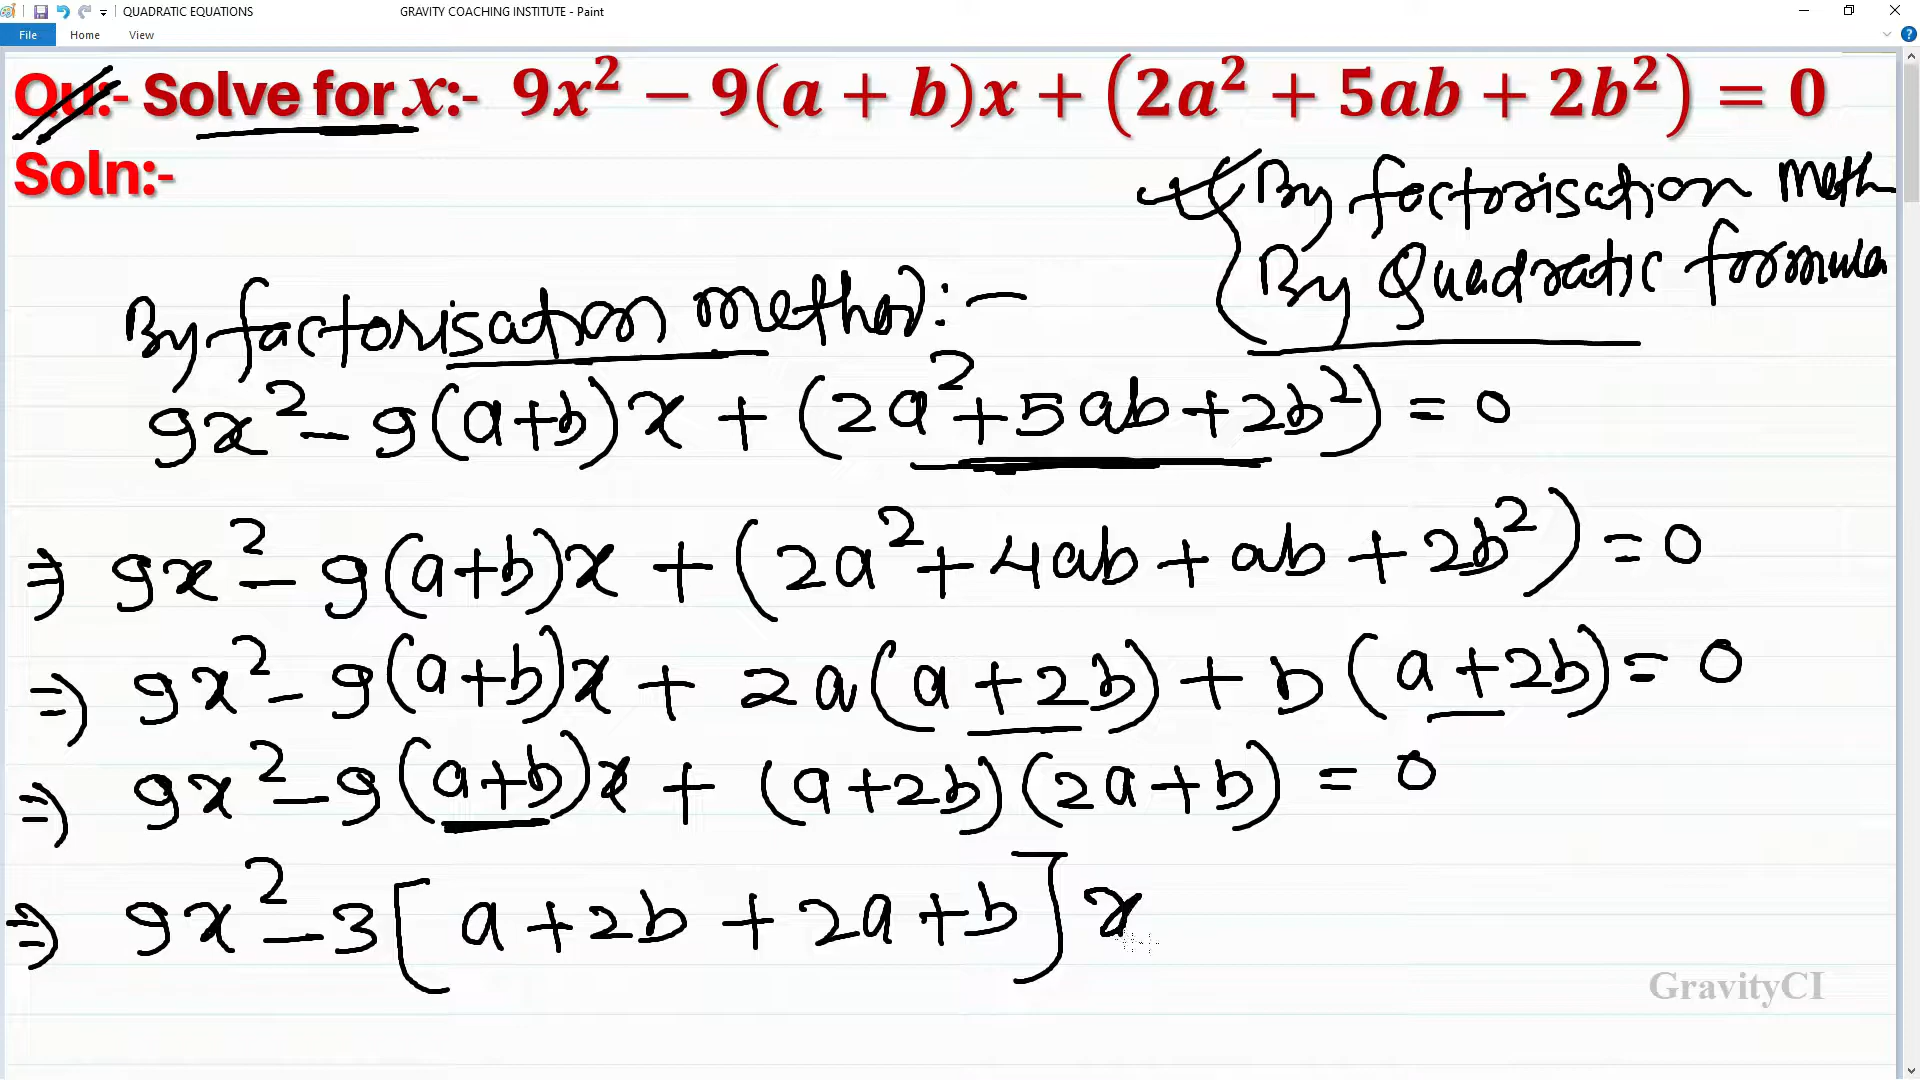 QUADRATIC EQUATIONS GRAVITY COACHING INSTITUTE - Paint
File Home View
Qu:- Solve for x:- 9x² − 9(a + b)x + (2a² + 5ab + 2b²) = 0
Soln:-
By factorisation meth
By Quadratic formula
By factorisation method:-
9x² - 9(a+b)x + (2a²+5ab+2b²) = 0
⇒ 9x² - 9(a+b)x + (2a²+4ab+ab+2b²) = 0
⇒ 9x² - 9(a+b)x + 2a(a+2b) + b(a+2b) = 0
⇒ 9x² - 9(a+b)x + (a+2b)(2a+b) = 0
⇒ 9x² - 3[a+2b+2a+b]x
GravityCI